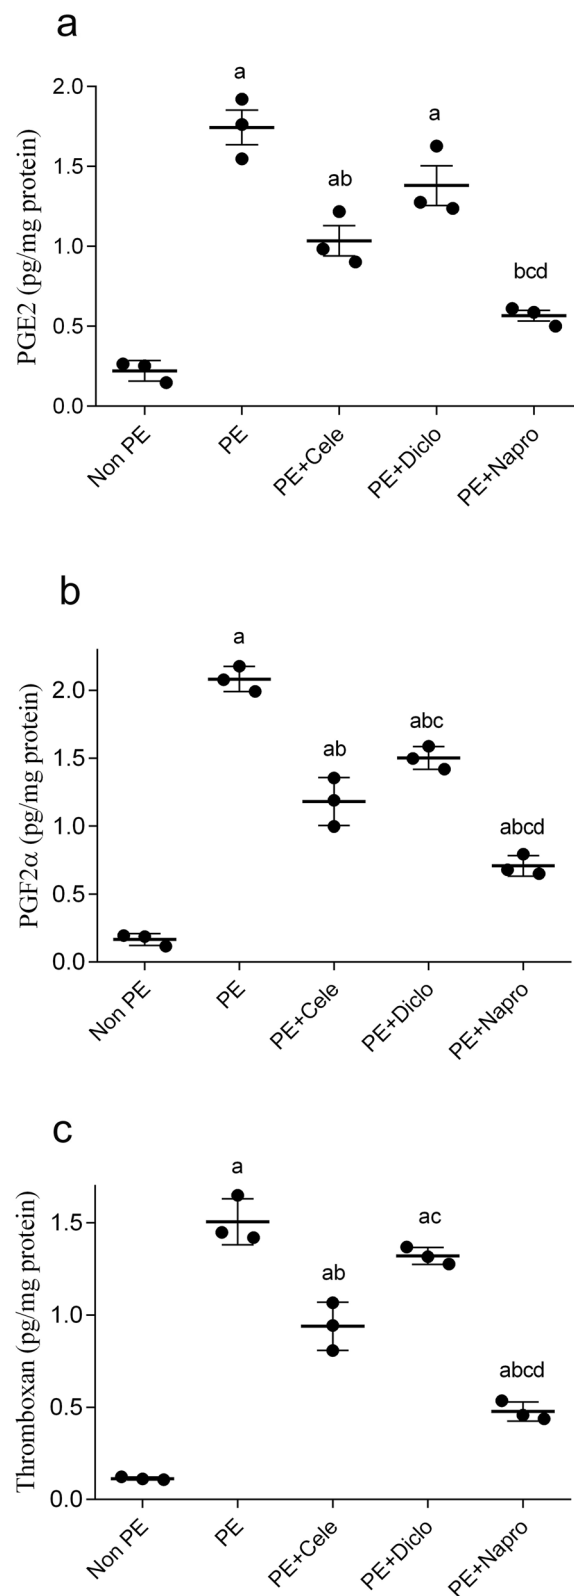 a
PGE2 (pg/mg protein)
2.0
1.5
1.0
0.5
0.0
a
ab
a
bcd
Non PE
PE
PE+Cele
PE+Diclo
PE+Napro
b
PGF2α (pg/mg protein)
2.0
1.5
1.0
0.5
0.0
a
ab
abc
abcd
Non PE
PE
PE+Cele
PE+Diclo
PE+Napro
c
Thromboxan (pg/mg protein)
1.5
1.0
0.5
0.0
a
ab
ac
abcd
Non PE
PE
PE+Cele
PE+Diclo
PE+Napro